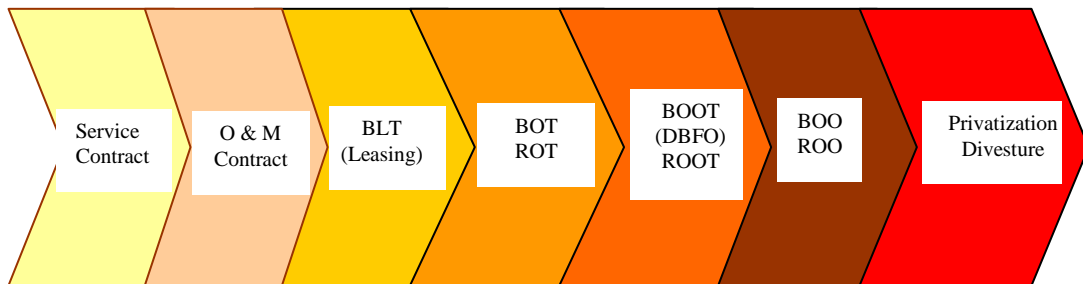 Service
Contract
O & M
Contract
BLT
(Leasing)
BOT
ROT
BOOT
(DBFO)
ROOT
BOO
ROO
Privatization
Divesture